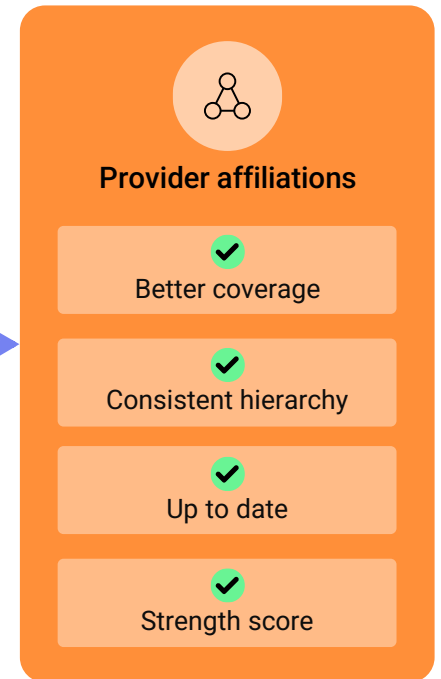 Provider affiliations
Better coverage
Consistent hierarchy
Up to date
Strength score